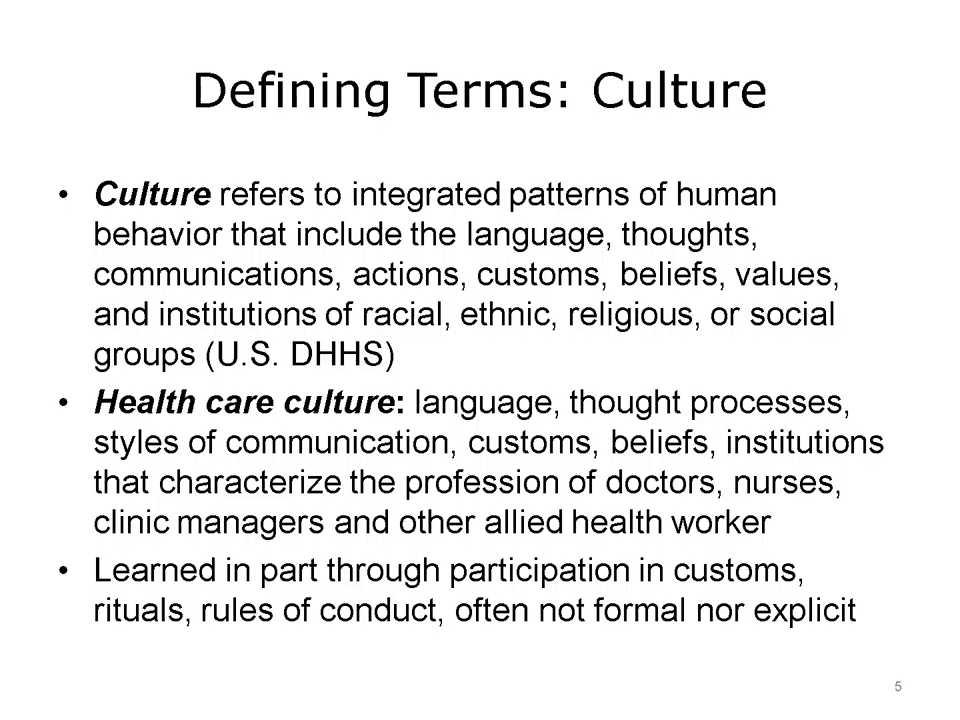 Defining Terms: Culture
• Culture refers to integrated patterns of human
behavior that include the language, thoughts,
communications, actions, customs, beliefs, values,
and institutions of racial, ethnic, religious, or social
groups (U.S. DHHS)
• Health care culture: language, thought processes,
styles of communication, customs, beliefs, institutions
that characterize the profession of doctors, nurses,
clinic managers and other allied health worker
• Learned in part through participation in customs,
rituals, rules of conduct, often not formal nor explicit
5